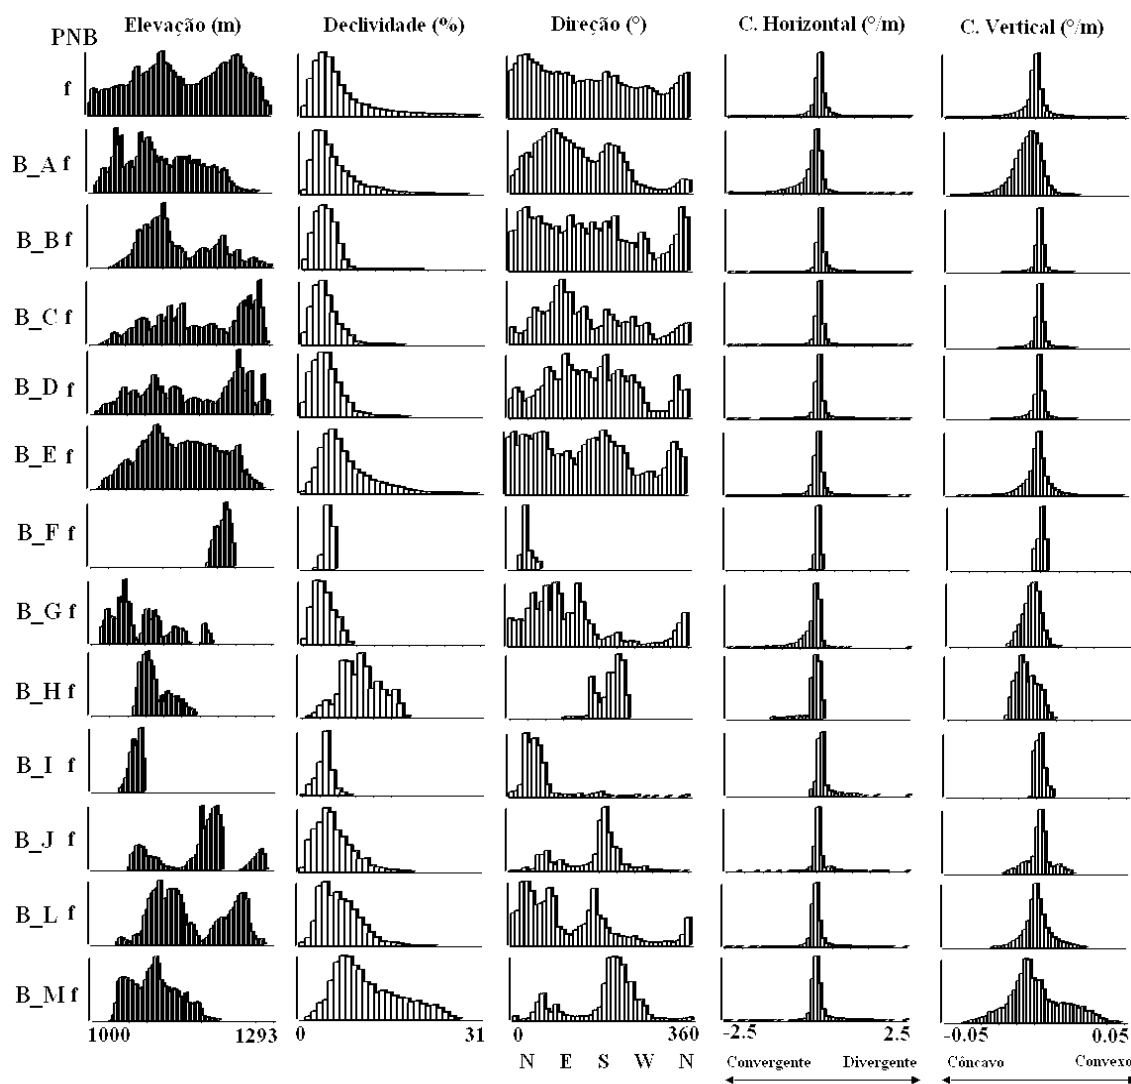 PNB Elevação (m) Declividade (%) Direção (°) C. Horizontal (°/m) C. Vertical (°/m)
f
B_A f
B_B f
B_C f
B_D f
B_E f
B_F f
B_G f
B_H f
B_I f
B_J f
B_L f
B_M f
1000 1293 0 31 0 360 -2.5 2.5 -0.05 0.05
N E S W N Convergente Divergente Côncavo Convexo